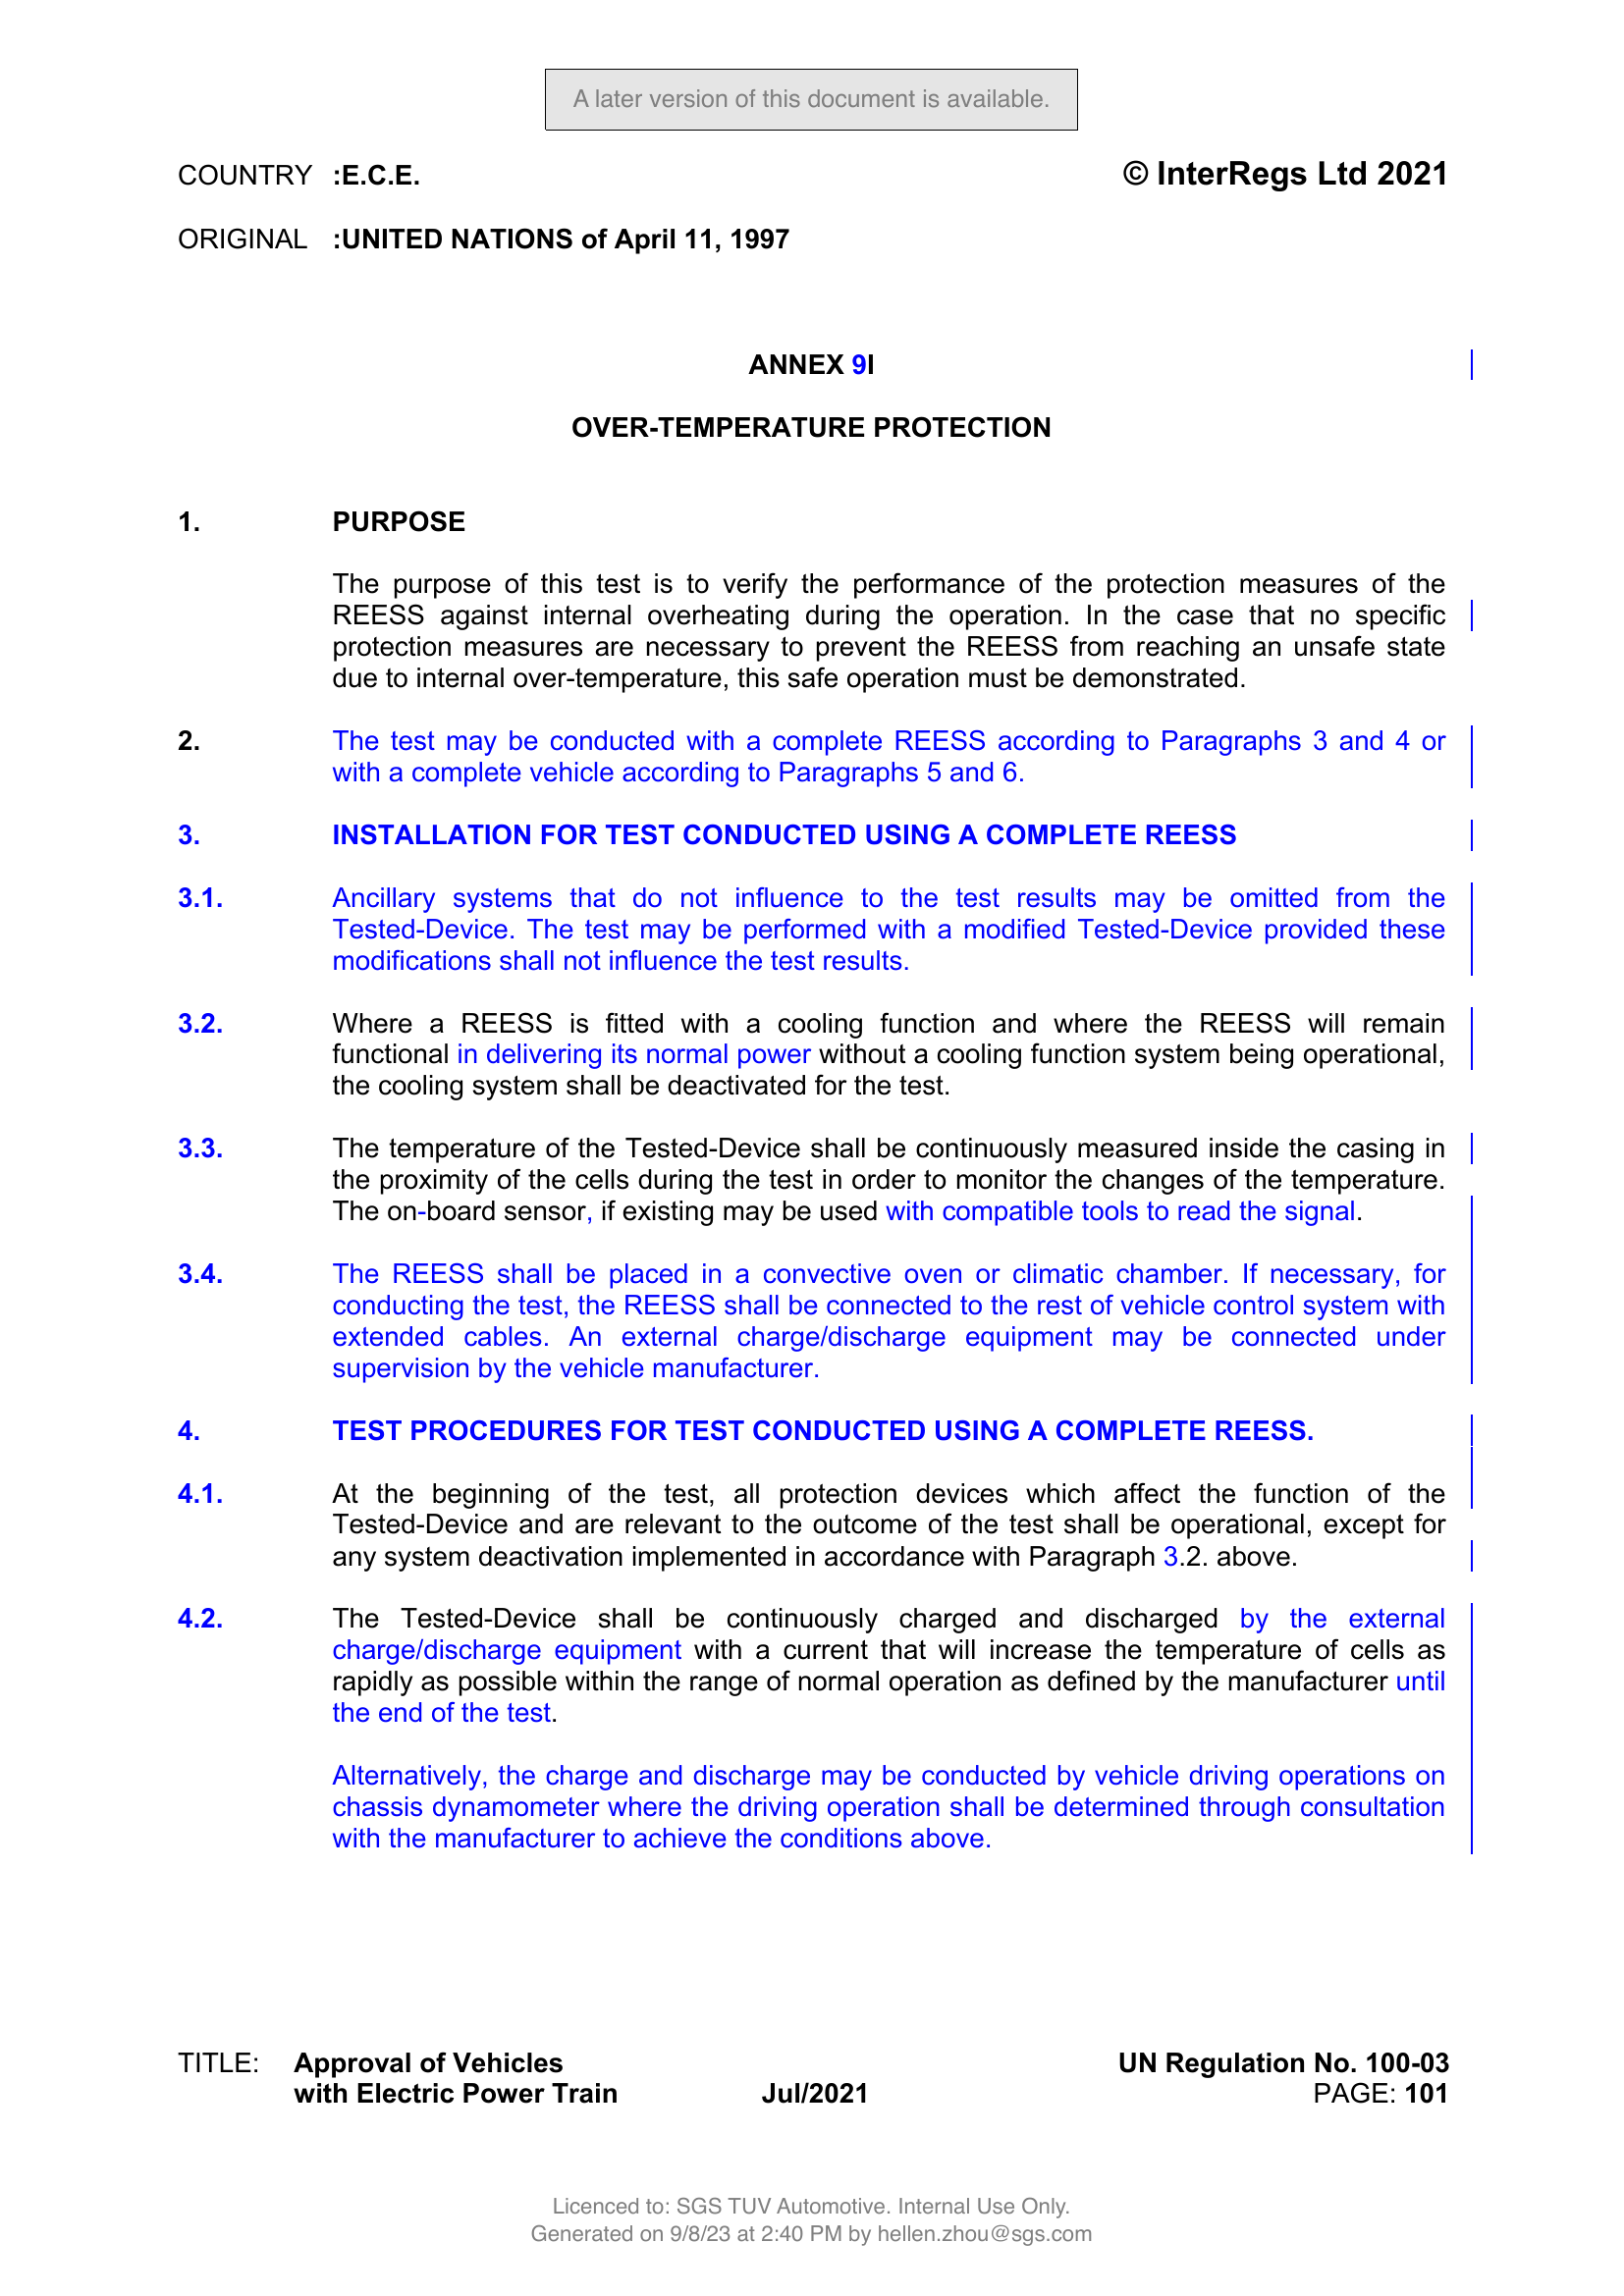 A later version of this document is available.
COUNTRY :E.C.E. © InterRegs Ltd 2021
ORIGINAL :UNITED NATIONS of April 11, 1997
ANNEX 9I
OVER-TEMPERATURE PROTECTION
1. PURPOSE
The purpose of this test is to verify the performance of the protection measures of the
REESS against internal overheating during the operation. In the case that no specific
protection measures are necessary to prevent the REESS from reaching an unsafe state
due to internal over-temperature, this safe operation must be demonstrated.
2. The test may be conducted with a complete REESS according to Paragraphs 3 and 4 or
with a complete vehicle according to Paragraphs 5 and 6.
3. INSTALLATION FOR TEST CONDUCTED USING A COMPLETE REESS
3.1. Ancillary systems that do not influence to the test results may be omitted from the
Tested-Device. The test may be performed with a modified Tested-Device provided these
modifications shall not influence the test results.
3.2. Where a REESS is fitted with a cooling function and where the REESS will remain
functional in delivering its normal power without a cooling function system being operational,
the cooling system shall be deactivated for the test.
3.3. The temperature of the Tested-Device shall be continuously measured inside the casing in
the proximity of the cells during the test in order to monitor the changes of the temperature.
The on-board sensor, if existing may be used with compatible tools to read the signal.
3.4. The REESS shall be placed in a convective oven or climatic chamber. If necessary, for
conducting the test, the REESS shall be connected to the rest of vehicle control system with
extended cables. An external charge/discharge equipment may be connected under
supervision by the vehicle manufacturer.
4. TEST PROCEDURES FOR TEST CONDUCTED USING A COMPLETE REESS.
4.1. At the beginning of the test, all protection devices which affect the function of the
Tested-Device and are relevant to the outcome of the test shall be operational, except for
any system deactivation implemented in accordance with Paragraph 3.2. above.
4.2. The Tested-Device shall be continuously charged and discharged by the external
charge/discharge equipment with a current that will increase the temperature of cells as
rapidly as possible within the range of normal operation as defined by the manufacturer until
the end of the test.
Alternatively, the charge and discharge may be conducted by vehicle driving operations on
chassis dynamometer where the driving operation shall be determined through consultation
with the manufacturer to achieve the conditions above.
TITLE: Approval of Vehicles UN Regulation No. 100-03
with Electric Power Train Jul/2021 PAGE: 101
Licenced to: SGS TUV Automotive. Internal Use Only.
Generated on 9/8/23 at 2:40 PM by hellen.zhou@sgs.com